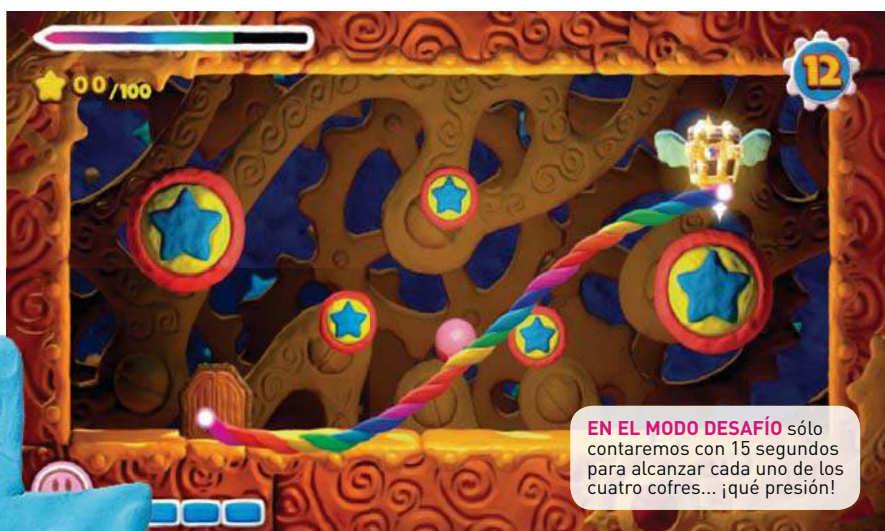 00/100
12
EN EL MODO DESAFÍO sólo
contaremos con 15 segundos
para alcanzar cada uno de los
cuatro cofres... ¡qué presión!